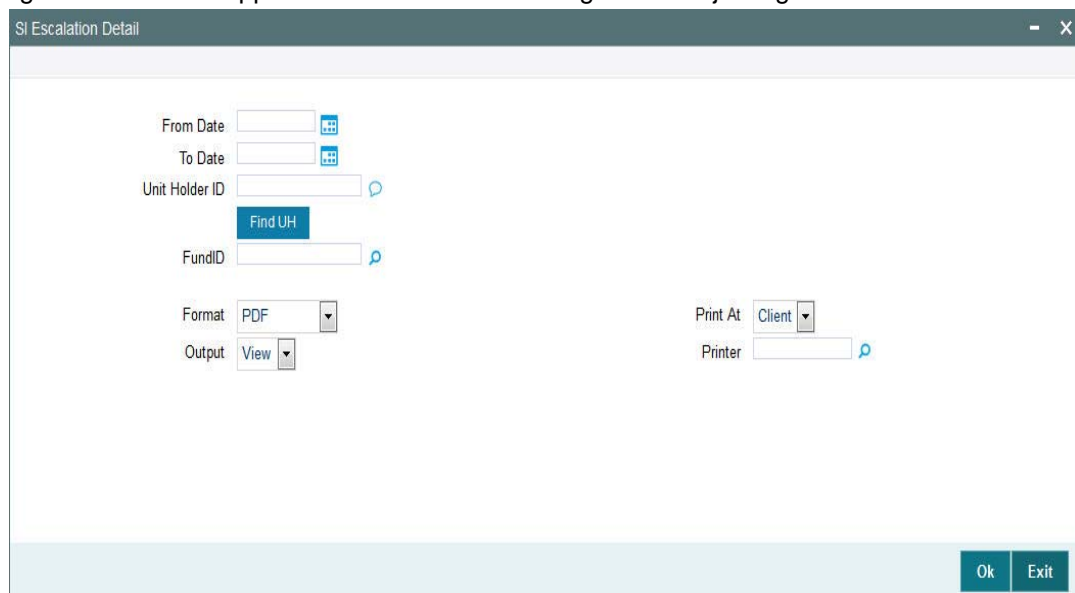 SI Escalation Detail
From Date
To Date
Unit Holder ID
Find UH
FundID
Format PDF
Print At Client
Output View
Printer
Ok Exit